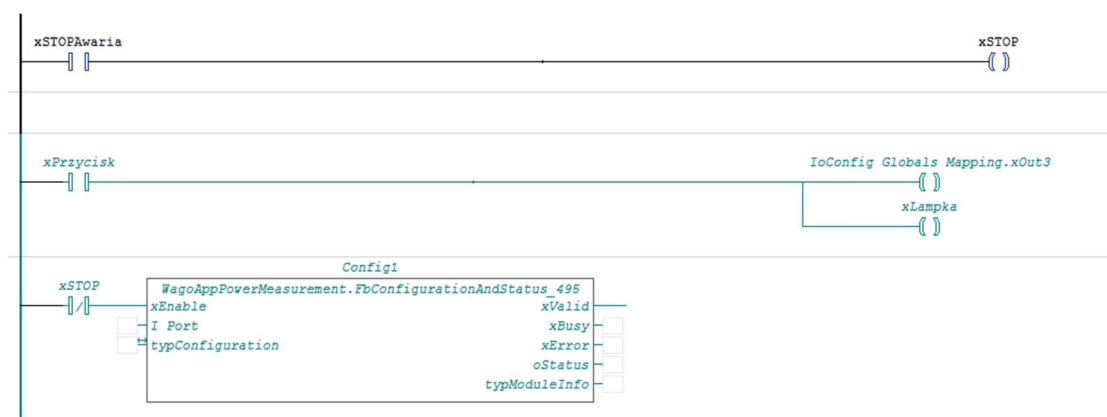 xSTOPAwaria xSTOP
xPrzycisk IoConfig Globals Mapping.xOut3
xLampka
Config1
xSTOP WagoAppPowerMeasurement.FbConfigurationAndStatus_495
xEnable xValid
I Port xBusy
typConfiguration xError
oStatus
typModuleInfo